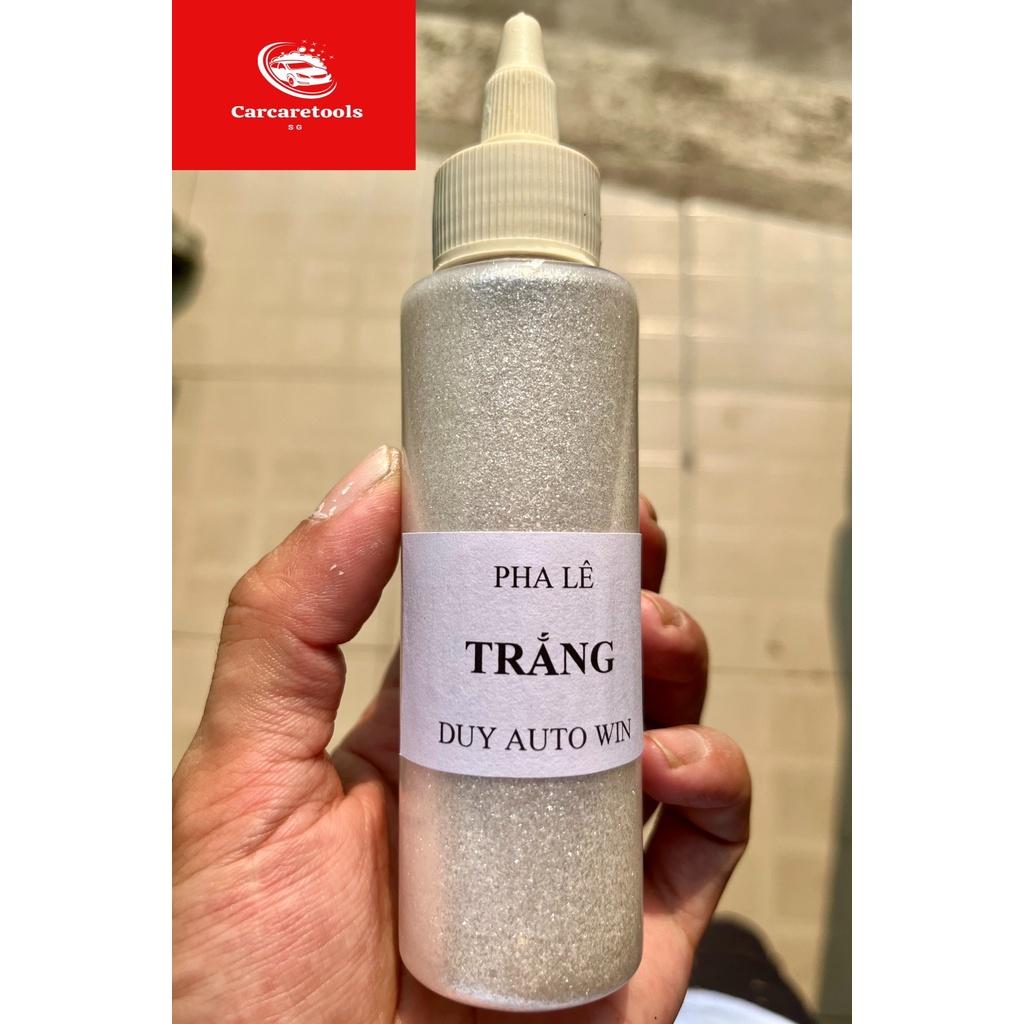 Carcaretools
SG
PHA LÊ
TRẮNG
DUY AUTO WIN